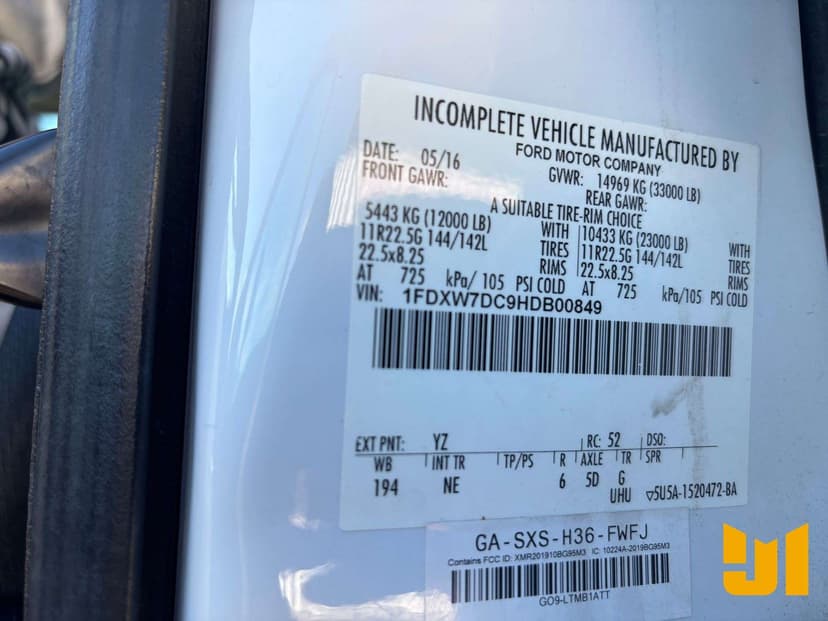 INCOMPLETE VEHICLE MANUFACTURED BY
FORD MOTOR COMPANY
DATE: 05/16 GVWR: 14969 KG (33000 LB)
FRONT GAWR: REAR GAWR:
A SUITABLE TIRE-RIM CHOICE
5443 KG (12000 LB) WITH 10433 KG (23000 LB) WITH
11R22.5G 144/142L TIRES 11R22.5G 144/142L TIRES
22.5x8.25 RIMS 22.5x8.25 RIMS
AT 725 kPa/ 105 PSI COLD AT 725 kPa/ 105 PSI COLD
VIN: 1FDXW7DC9HDB00849
EXT PNT: YZ RC: 52 DSO:
WB INT TR TP/PS R AXLE TR SPR
194 NE 6 5D G
UHU ▽5U5A-1520472-BA
GA-SXS-H36-FWFJ
Contains FCC ID: XMR201910BG95M3 IC: 10224A-2019BG95M3
GO9-LTMB1ATT